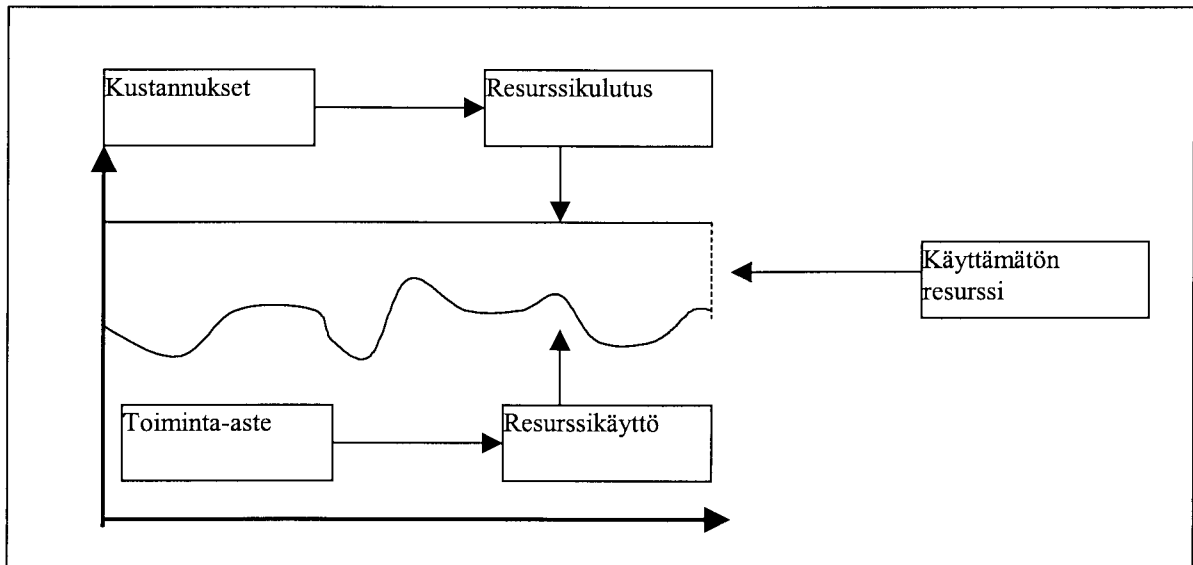 Kustannukset
Resurssikulutus
Käyttämätön
resurssi
Toiminta-aste
Resurssikäyttö